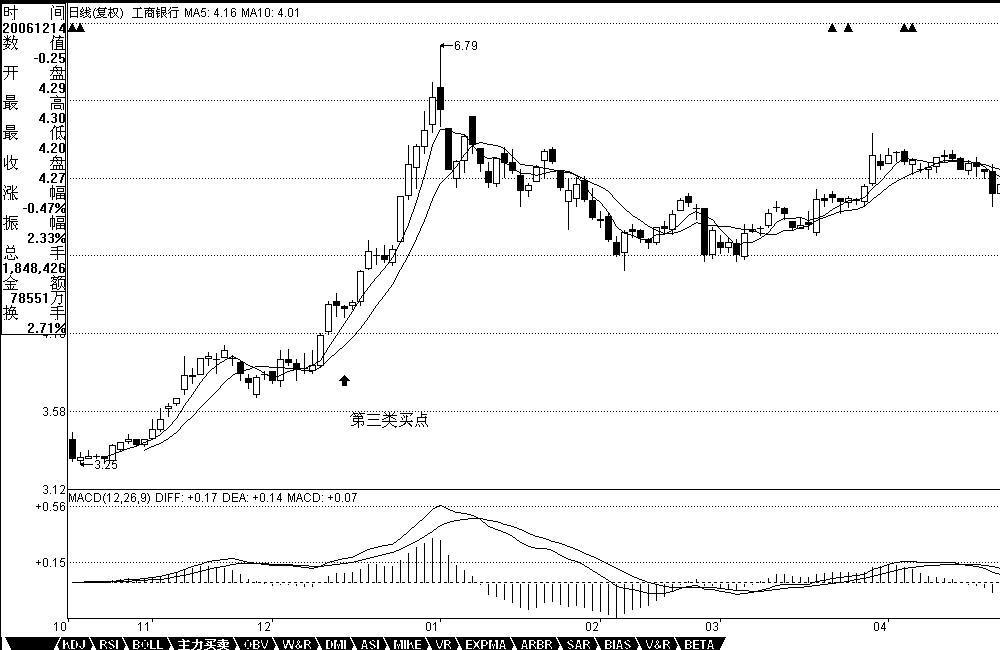 日线(复权) 工商银行 MA5: 4.16 MA10: 4.01
时 间
20061214
数 值
-0.25
开 盘
4.29
最 高
4.30
最 低
4.20
收 盘
4.27
涨 幅
-0.47%
振 幅
2.33%
总 手
1,848,426
金 额
78551万
换 手
2.71%
6.79
第三类买点
3.58
3.25
3.12
MACD(12,26,9) DIFF: +0.17 DEA: +0.14 MACD: +0.07
+0.56
+0.15
10 11 12 01 02 03 04
KDJ RSI BOLL 主力买卖 OBV W&R DMI ASI MIKE VR EXPMA ARBR SAR BIAS V&R BETA